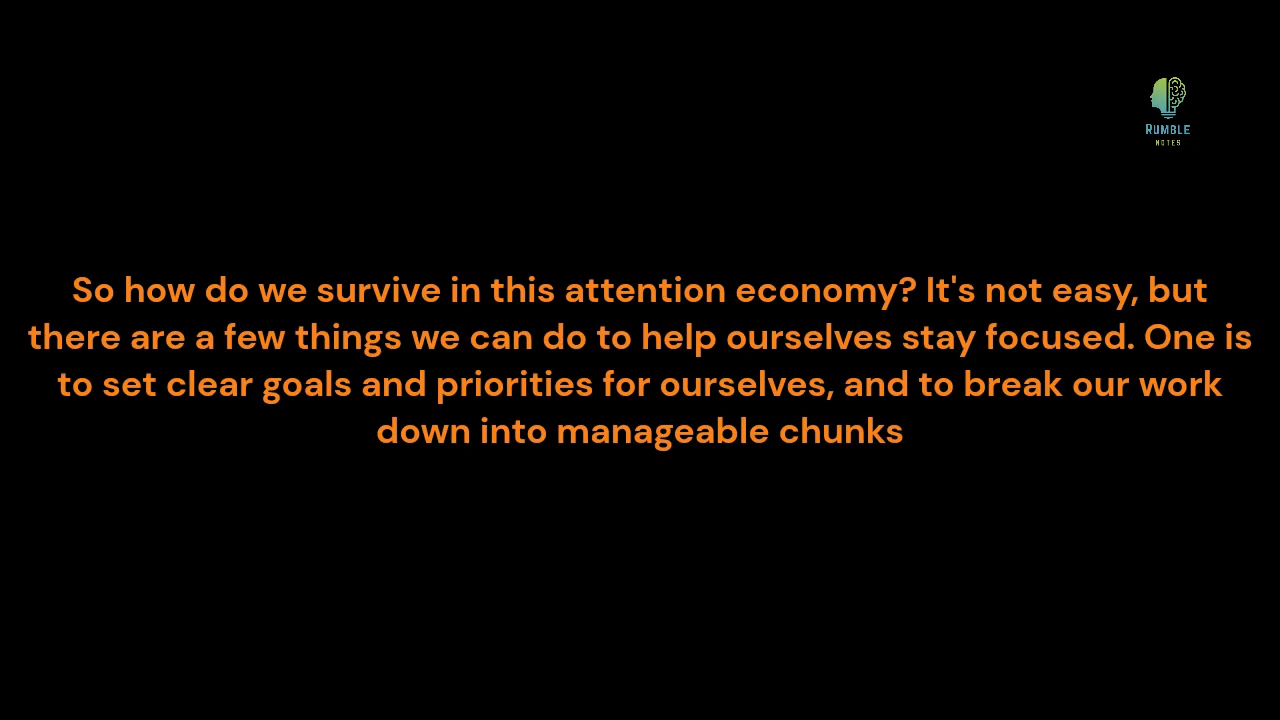 RUMBLE
NOTES
So how do we survive in this attention economy? It's not easy, but
there are a few things we can do to help ourselves stay focused. One is
to set clear goals and priorities for ourselves, and to break our work
down into manageable chunks